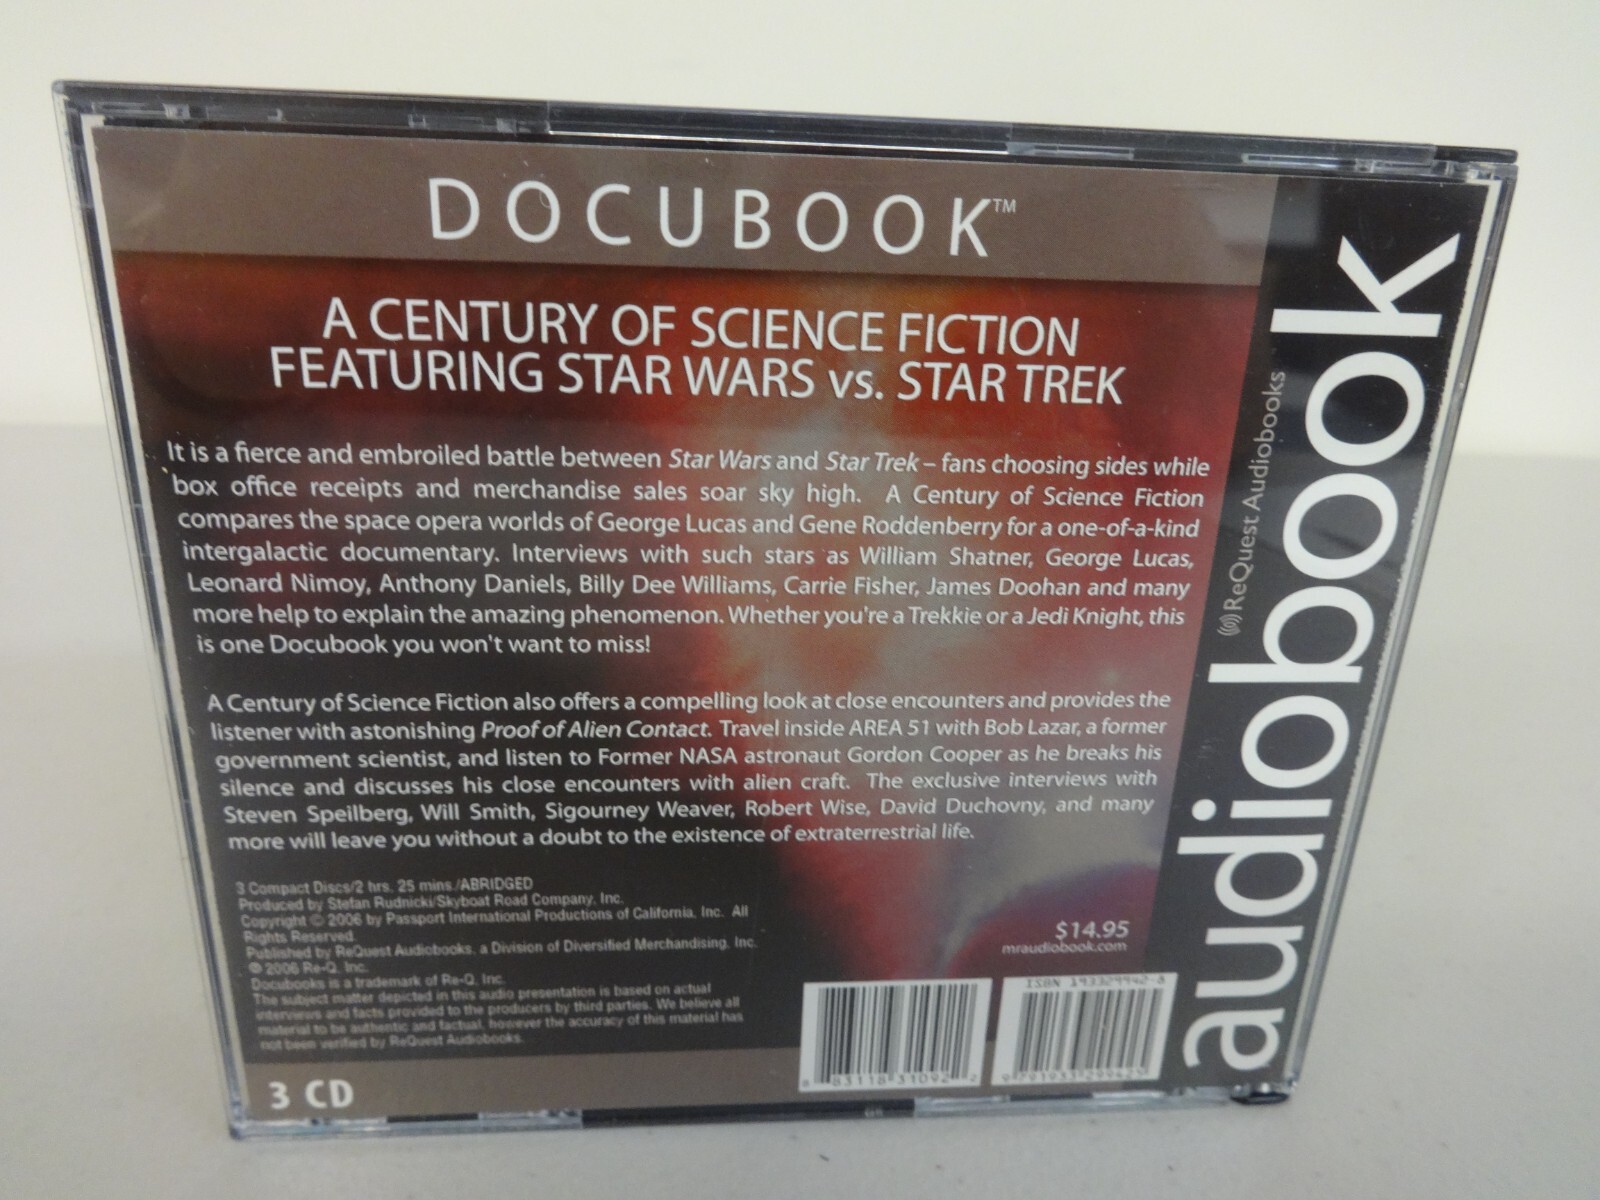 DOCUBOOK™
A CENTURY OF SCIENCE FICTION
FEATURING STAR WARS vs. STAR TREK
It is a fierce and embroiled battle between Star Wars and Star Trek – fans choosing sides while
box office receipts and merchandise sales soar sky high. A Century of Science Fiction
compares the space opera worlds of George Lucas and Gene Roddenberry for a one-of-a-kind
intergalactic documentary. Interviews with such stars as William Shatner, George Lucas,
Leonard Nimoy, Anthony Daniels, Billy Dee Williams, Carrie Fisher, James Doohan and many
more help to explain the amazing phenomenon. Whether you're a Trekkie or a Jedi Knight, this
is one Docubook you won't want to miss!
A Century of Science Fiction also offers a compelling look at close encounters and provides the
listener with astonishing Proof of Alien Contact. Travel inside AREA 51 with Bob Lazar, a former
government scientist, and listen to Former NASA astronaut Gordon Cooper as he breaks his
silence and discusses his close encounters with alien craft. The exclusive interviews with
Steven Speilberg, Will Smith, Sigourney Weaver, Robert Wise, David Duchovny, and many
more will leave you without a doubt to the existence of extraterrestrial life.
3 Compact Discs/2 hrs. 25 mins./ABRIDGED
Produced by Stefan Rudnicki/Skyboat Road Company, Inc.
Copyright © 2006 by Passport International Productions of California, Inc. All
Rights Reserved.
Published by ReQuest Audiobooks, a Division of Diversified Merchandising, Inc.
℗ 2006 Re-Q, Inc.
Docubooks is a trademark of Re-Q, Inc.
The subject matter depicted in this audio presentation is based on actual
interviews and facts provided to the producers by third parties. We believe all
material to be authentic and factual, however the accuracy of this material has
not been verified by ReQuest Audiobooks.
3 CD
$14.95
mraudiobook.com
8 83118 31092 2
ISBN 193329942-8
ReQuest Audiobooks
audiobook